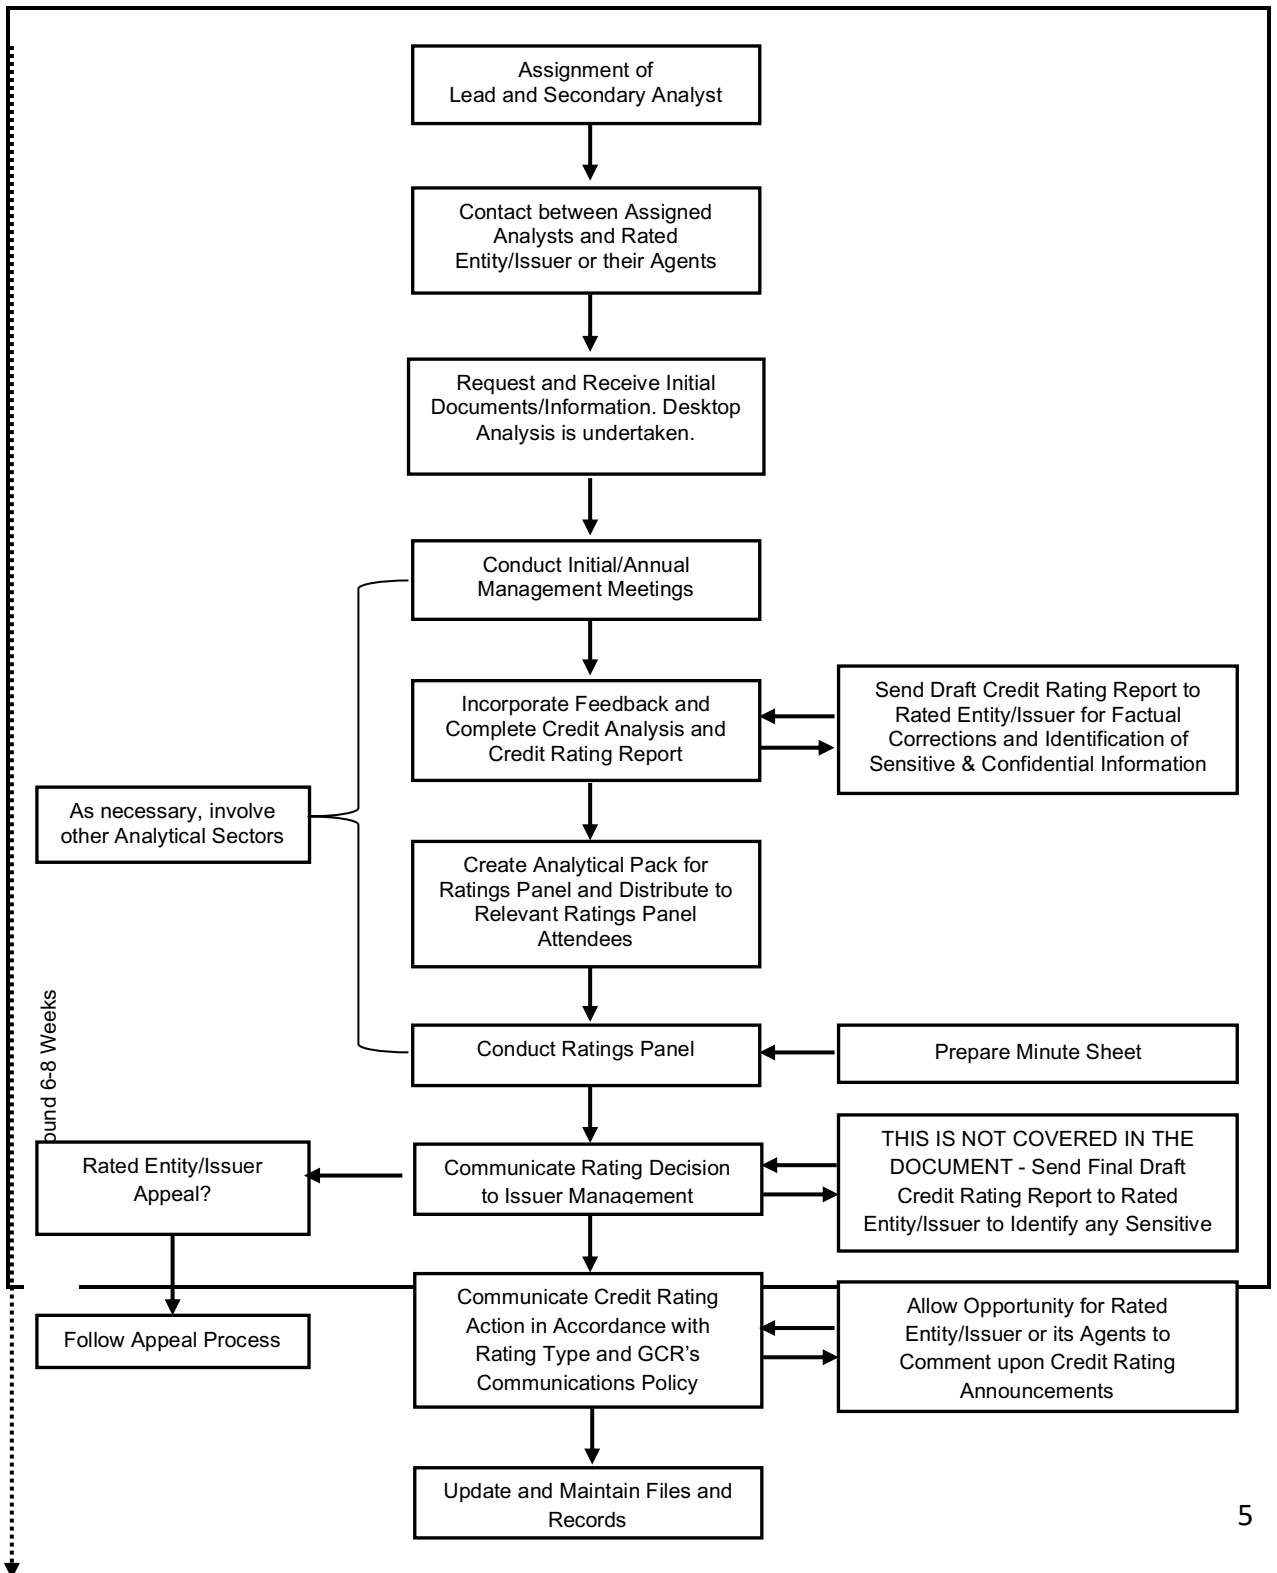 Assignment of
Lead and Secondary Analyst
Contact between Assigned
Analysts and Rated
Entity/Issuer or their Agents
Request and Receive Initial
Documents/Information. Desktop
Analysis is undertaken.
Conduct Initial/Annual
Management Meetings
Incorporate Feedback and
Complete Credit Analysis and
Credit Rating Report
Send Draft Credit Rating Report to
Rated Entity/Issuer for Factual
Corrections and Identification of
Sensitive & Confidential Information
As necessary, involve
other Analytical Sectors
Create Analytical Pack for
Ratings Panel and Distribute to
Relevant Ratings Panel
Attendees
6-8 Weeks
Conduct Ratings Panel
Prepare Minute Sheet
Rated Entity/Issuer
Appeal?
Communicate Rating Decision
to Issuer Management
THIS IS NOT COVERED IN THE
DOCUMENT - Send Final Draft
Credit Rating Report to Rated
Entity/Issuer to Identify any Sensitive
Follow Appeal Process
Communicate Credit Rating
Action in Accordance with
Rating Type and GCR's
Communications Policy
Allow Opportunity for Rated
Entity/Issuer or its Agents to
Comment upon Credit Rating
Announcements
Update and Maintain Files and
Records
5